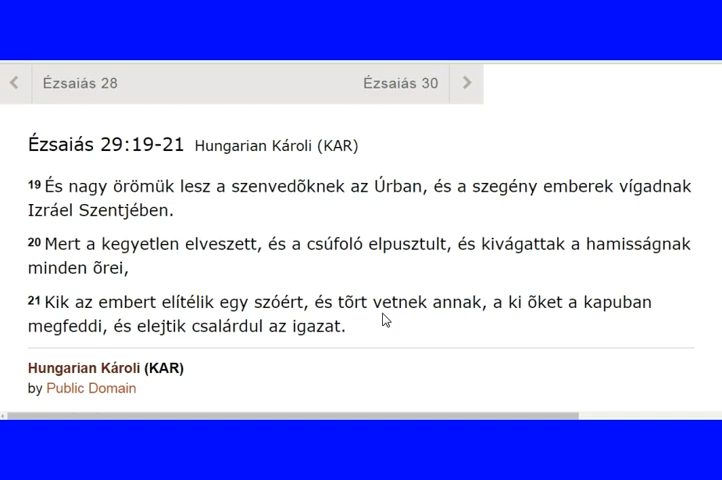 Ézsaiás 28 Ézsaiás 30
Ézsaiás 29:19-21 Hungarian Károli (KAR)
19 És nagy örömük lesz a szenvedõknek az Úrban, és a szegény emberek vígadnak
Izráel Szentjében.
20 Mert a kegyetlen elveszett, és a csúfoló elpusztult, és kivágattak a hamisságnak
minden õrei,
21 Kik az embert elítélik egy szóért, és tõrt vetnek annak, a ki õket a kapuban
megfeddi, és elejtik csalárdul az igazat.
Hungarian Károli (KAR)
by Public Domain